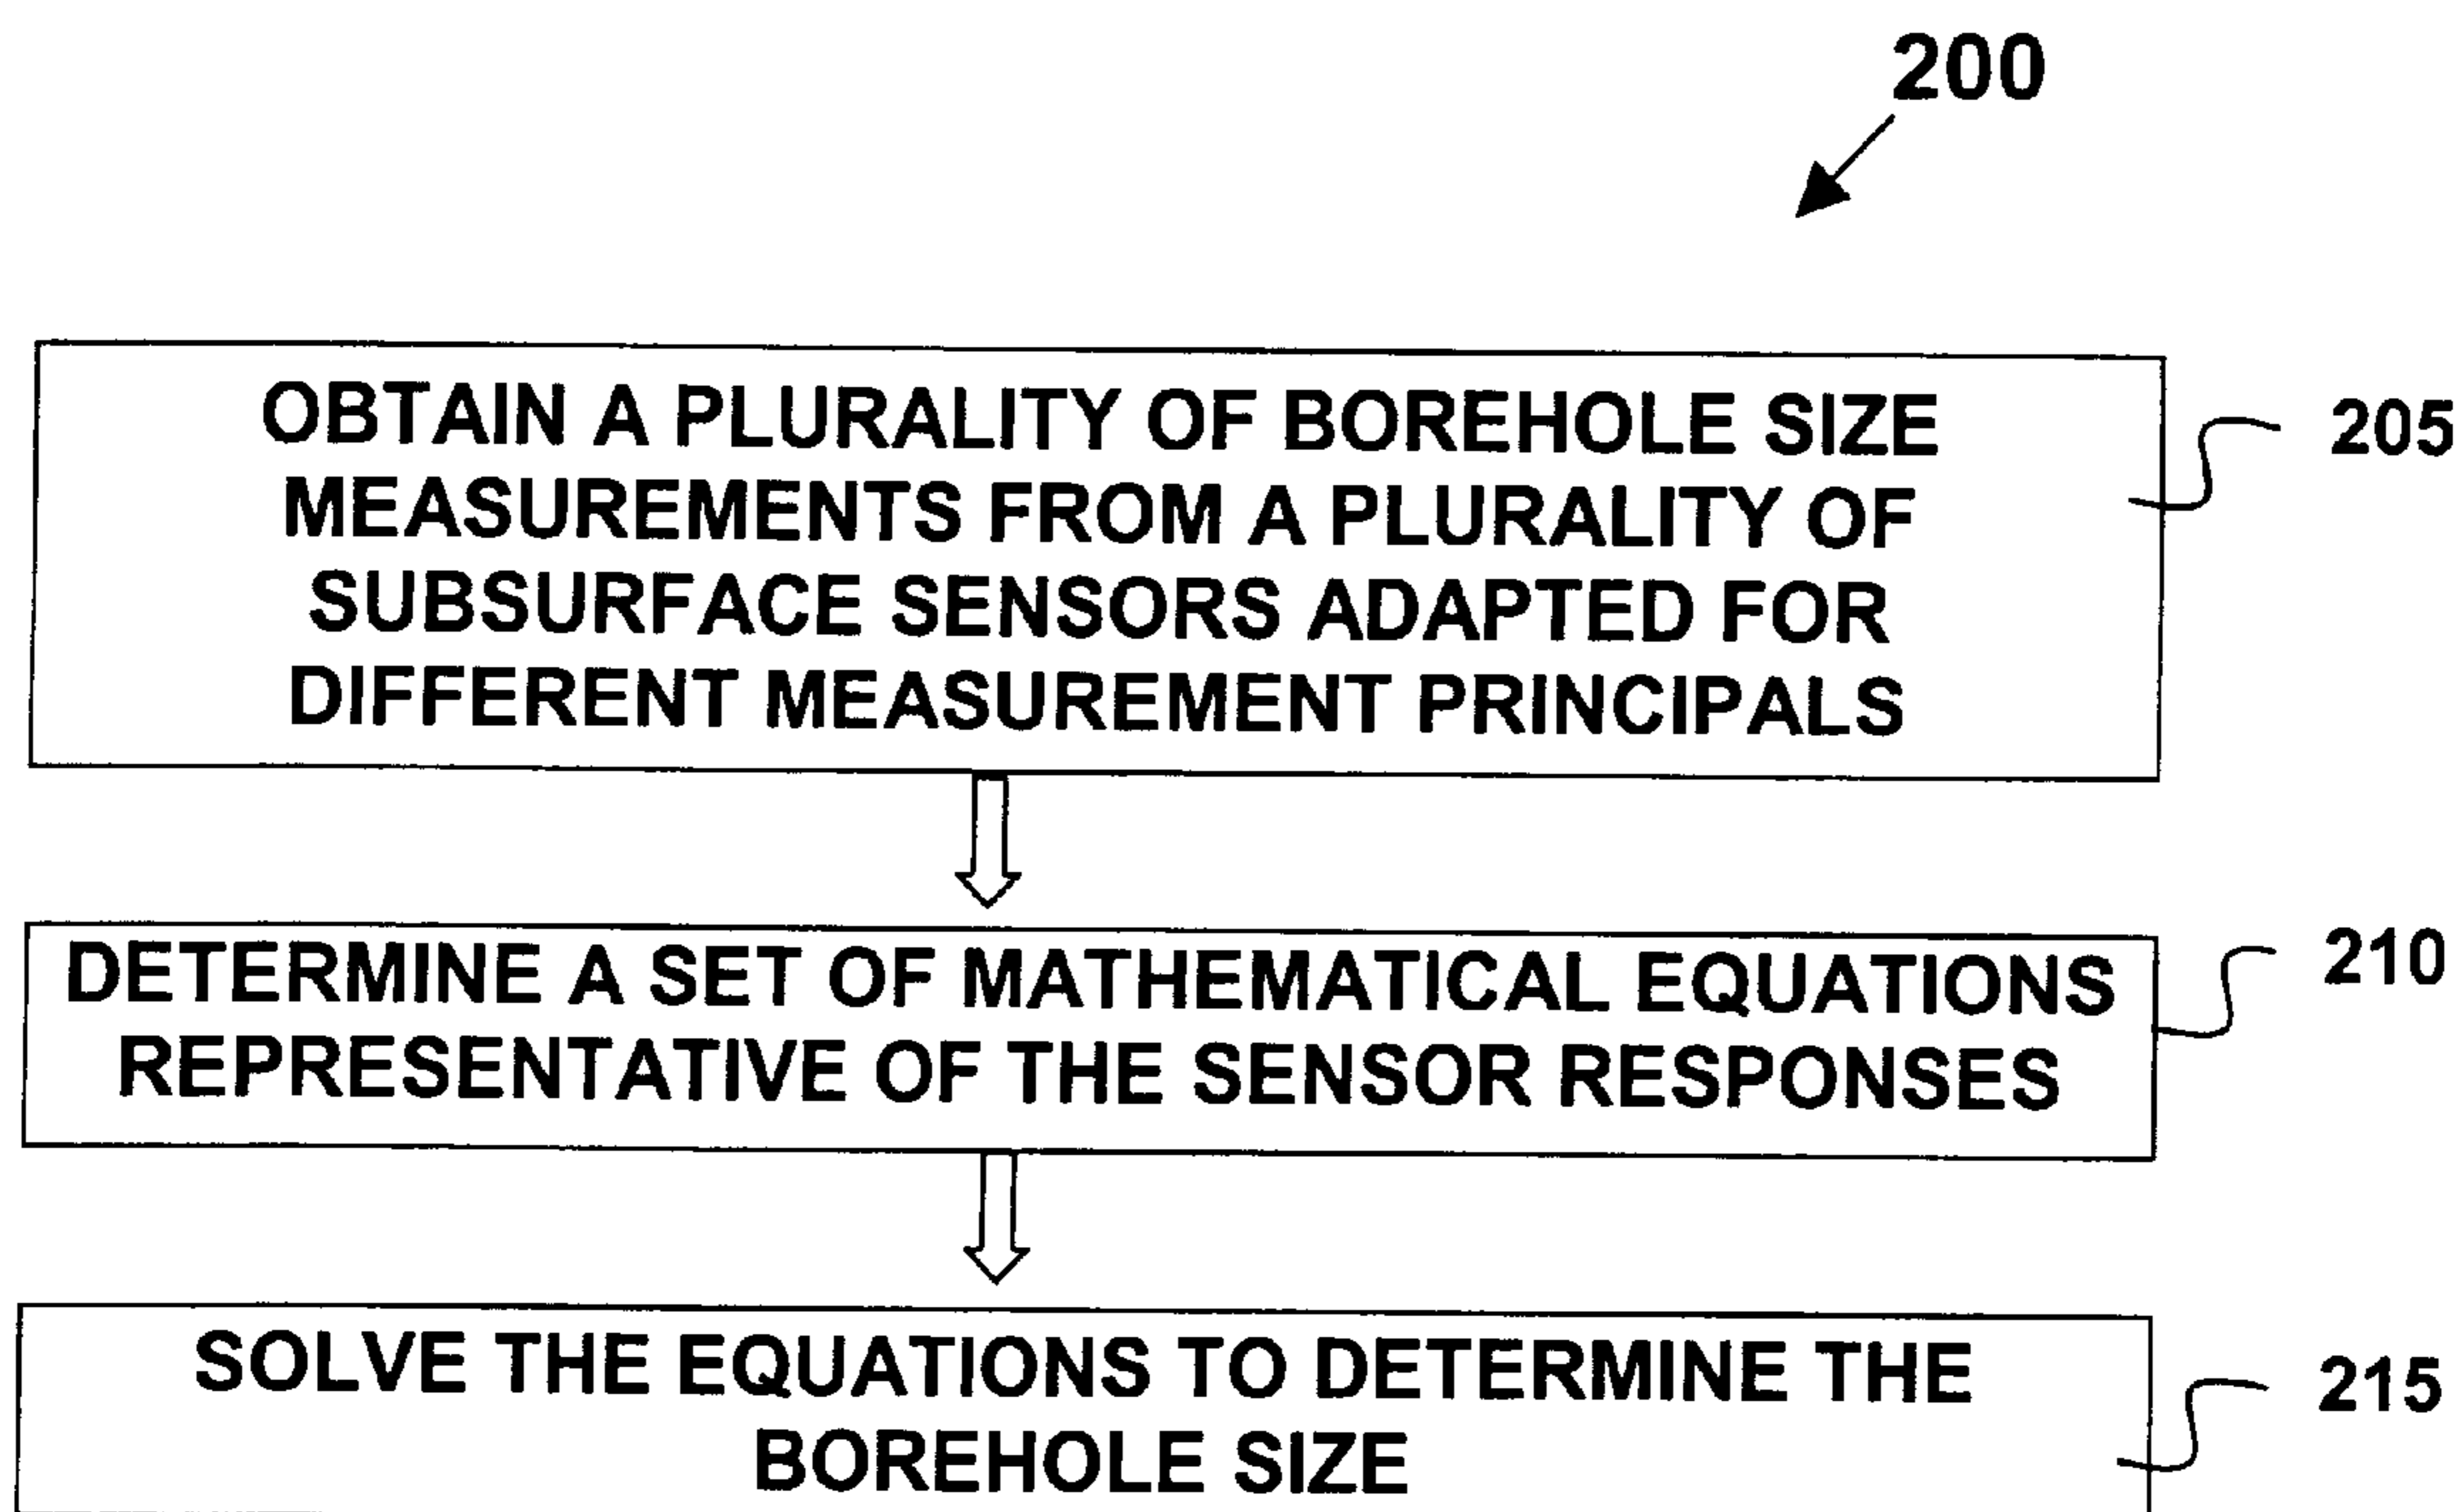 200
OBTAIN A PLURALITY OF BOREHOLE SIZE
MEASUREMENTS FROM A PLURALITY OF
SUBSURFACE SENSORS ADAPTED FOR
DIFFERENT MEASUREMENT PRINCIPALS
205
DETERMINE A SET OF MATHEMATICAL EQUATIONS
REPRESENTATIVE OF THE SENSOR RESPONSES
210
SOLVE THE EQUATIONS TO DETERMINE THE
BOREHOLE SIZE
215